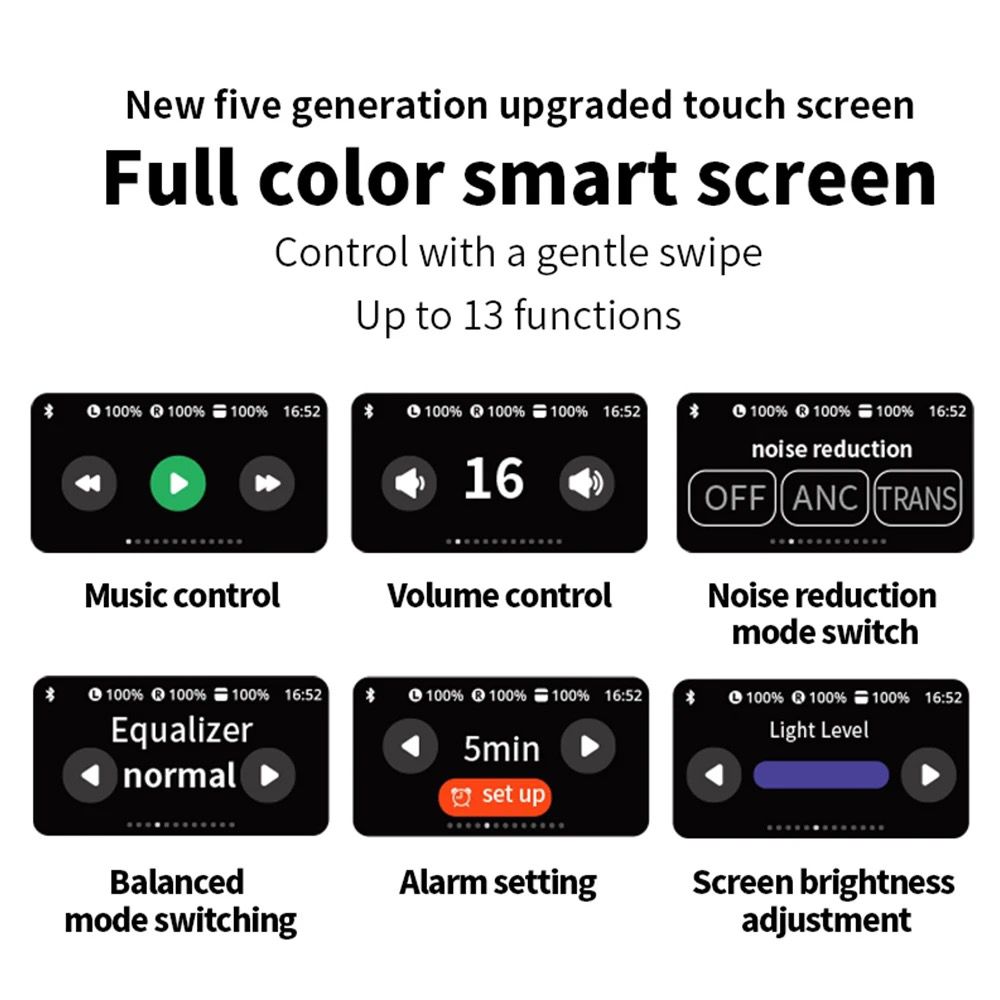 New five generation upgraded touch screen
Full color smart screen
Control with a gentle swipe
Up to 13 functions
L 100% R 100% 100% 16:52
Music control
L 100% R 100% 100% 16:52
16
Volume control
L 100% R 100% 100% 16:52
noise reduction
OFF ANC TRANS
Noise reduction
mode switch
L 100% R 100% 100% 16:52
Equalizer
normal
Balanced
mode switching
L 100% R 100% 100% 16:52
5min
set up
Alarm setting
L 100% R 100% 100% 16:52
Light Level
Screen brightness
adjustment